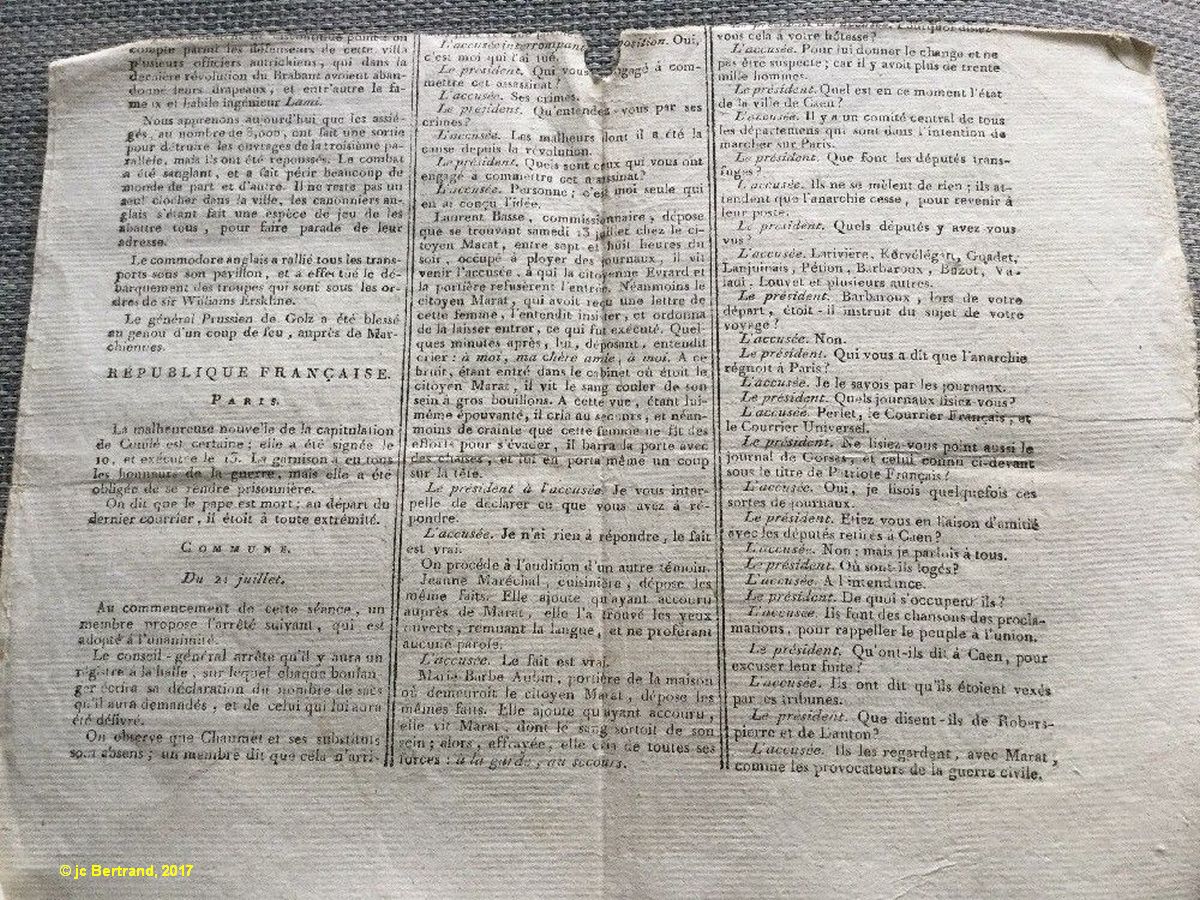 compte parmi les défenseurs de cette ville
plusieurs officiers autrichiens, qui dans la
dernière révolution du Brabant avoient aban-
donné leurs drapeaux, et entr'autre le fa-
meux et habile ingénieur Lami.
Nous apprenons aujourd'hui que les assié-
gés, au nombre de 5,000, ont fait une sortie
pour détruire les ouvrages de la troisième pa-
rallèle, mais ils ont été repoussés. Le combat
a été sanglant, et a fait périr beaucoup de
monde de part et d'autre. Il ne reste pas un
seul clocher dans la ville, les canonniers an-
glais s'étant fait une espèce de jeu de les
abattre tous, pour faire parade de leur
adresse.
Le commodore anglais a rallié tous les trans-
ports sous son pavillon, et a effectué le dé-
barquement des troupes qui sont sous les or-
dres de sir Williams Erskline.
Le général Prussien de Golz a été blessé
au genou d'un coup de feu, auprès de Mar-
chiennes.
RÉPUBLIQUE FRANÇAISE.
PARIS.
La malheureuse nouvelle de la capitulation
de Condé est certaine; elle a été signée le
10, et exécutée le 13. La garnison a eu tous
les honneurs de la guerre, mais elle a été
obligée de se rendre prisonnière.
On dit que le pape est mort; au départ du
dernier courrier, il étoit à toute extrémité.
COMMUNE.
Du 21 juillet.
Au commencement de cette séance, un
membre propose l'arrêté suivant, qui est
adopté à l'unanimité.
Le conseil-général arrête qu'il y aura un
registre à la halle, sur lequel chaque boulan-
ger écrira sa déclaration du nombre de sacs
qu'il aura demandés, et de celui qui lui aura
été délivré.
On observe que Chaumet et ses substituts
sont absens; un membre dit que cela n'arri-
L'accusée interrompant position. Oui,
c'est moi qui l'ai tué.
Le président. Qui vous engagé à com-
mettre cet assassinat?
L'accusée. Ses crimes.
Le président. Qu'entendez-vous par ses
crimes?
L'accusée. Les malheurs dont il a été la
cause depuis la révolution.
Le président. Quels sont ceux qui vous ont
engagé à commettre cet assassinat?
L'accusée. Personne; c'est moi seule qui
en ai conçu l'idée.
Laurent Basse, commissionnaire, dépose
que se trouvant samedi 13 juillet chez le ci-
toyen Marat, entre sept et huit heures du
soir, occupé à ployer des journaux, il vit
venir l'accusée, à qui la citoyenne Evrard et
la portière refusèrent l'entrée. Néanmoins le
citoyen Marat, qui avoit reçu une lettre de
cette femme, l'entendit insister, et ordonna
de la laisser entrer, ce qui fut exécuté. Quel-
ques minutes après, lui, déposant, entendit
crier: à moi, ma chère amie, à moi. A ce
bruit, étant entré dans le cabinet où étoit le
citoyen Marat, il vit le sang couler de son
sein à gros bouillons. A cette vue, étant lui-
même épouvanté, il cria au secours, et néan-
moins de crainte que cette femme ne fit des
efforts pour s'évader, il barra la porte avec
des chaises, et lui en porta même un coup
sur la tête.
Le président à l'accusée. Je vous inter-
pelle de déclarer ce que vous avez à ré-
pondre.
L'accusée. Je n'ai rien à répondre, le fait
est vrai.
On procède à l'audition d'un autre témoin.
Jeanne Maréchal, cuisinière, dépose les
mêmes faits. Elle ajoute qu'ayant accouru
auprès de Marat, elle l'a trouvé les yeux
ouverts, remuant la langue, et ne proférant
aucune parole.
L'accusée. Le fait est vrai.
Marie-Barbe Aubin, portière de la maison
où demeuroit le citoyen Marat, dépose les
mêmes faits. Elle ajoute qu'ayant accouru,
elle vit Marat, dont le sang sortoit de son
sein; alors, effrayée, elle cria de toutes ses
forces: à la garde, au secours.
vous cela à votre hôtesse?
L'accusée. Pour lui donner le change et ne
pas être suspecte; car il y avoit plus de trente
mille hommes.
Le président. Quel est en ce moment l'état
de la ville de Caen?
L'accusée. Il y a un comité central de tous
les départemens qui sont dans l'intention de
marcher sur Paris.
Le président. Que font les députés trans-
fuges?
L'accusée. Ils ne se mêlent de rien; ils at-
tendent que l'anarchie cesse, pour revenir à
leur poste.
Le président. Quels députés y avez vous
vus?
L'accusée. Lariviere, Kervélégan, Guadet,
Lanjuinais, Pétion, Barbaroux, Buzot, Va-
ladi, Louvet et plusieurs autres.
Le président. Barbaroux, lors de votre
départ, étoit-il instruit du sujet de votre
voyage?
L'accusée. Non.
Le président. Qui vous a dit que l'anarchie
régnoit à Paris?
L'accusée. Je le savois par les journaux.
Le président. Quels journaux lisiez-vous?
L'accusée. Perlet, le Courrier Français, et
le Courrier Universel.
Le président. Ne lisiez-vous point aussi le
journal de Gorsas, et celui connu ci-devant
sous le titre de Patriote Français?
L'accusée. Oui, je lisois quelquefois ces
sortes de journaux.
Le président. Etiez vous en liaison d'amitié
avec les députés retirés à Caen?
L'accusée. Non; mais je parlois à tous.
Le président. Où sont-ils logés?
L'accusée. A l'intendance.
Le président. De quoi s'occupent ils?
L'accusée. Ils font des chansons des procla-
mations, pour rappeller le peuple à l'union.
Le président. Qu'ont-ils dit à Caen, pour
excuser leur fuite?
L'accusée. Ils ont dit qu'ils étoient vexés
par les tribunes.
Le président. Que disent-ils de Robers-
pierre et de Danton?
L'accusée. Ils les regardent, avec Marat,
comme les provocateurs de la guerre civile.
© jc Bertrand, 2017